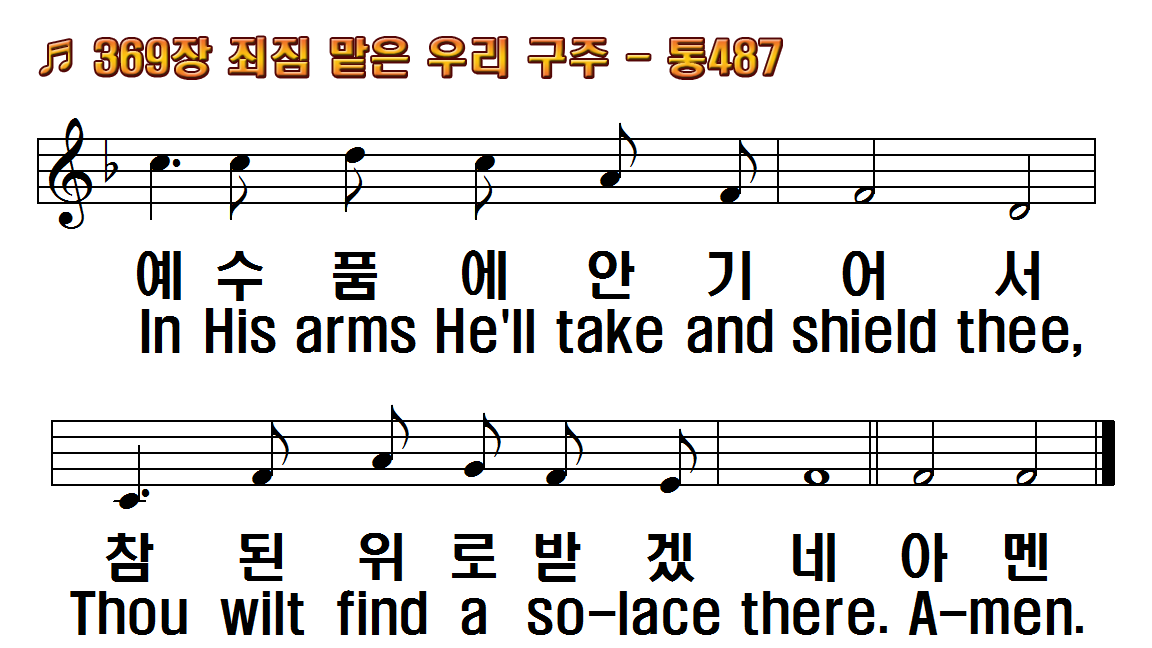 ♬ 369장 죄짐 맡은 우리 구주 - 통487
예 수 품 에 안 기 어 서
In His arms He'll take and shield thee,
참 된 위 로 받 겠 네 아 멘
Thou wilt find a so-lace there. A-men.